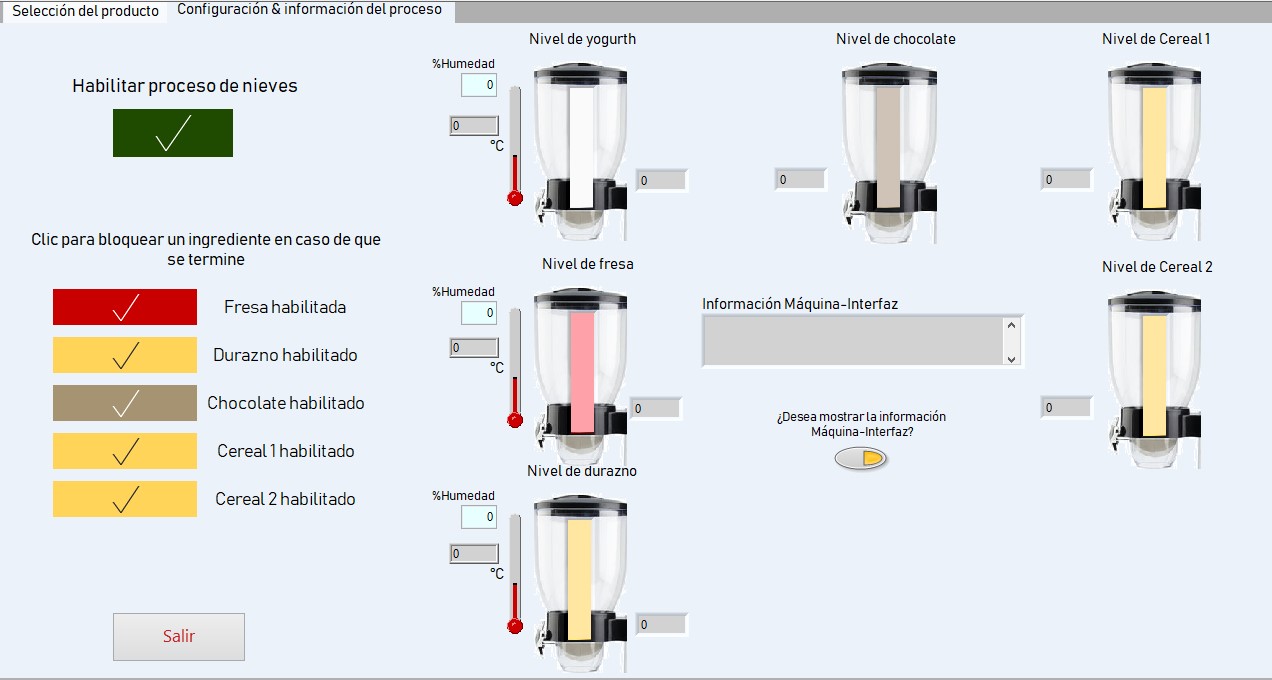 Selección del producto
Configuración & información del proceso
Habilitar proceso de nieves
Clic para bloquear un ingrediente en caso de que
se termine
Fresa habilitada
Durazno habilitado
Chocolate habilitado
Cereal 1 habilitado
Cereal 2 habilitado
Salir
Nivel de yogurth
%Humedad
0
0
°C
0
Nivel de fresa
%Humedad
0
0
°C
0
Nivel de durazno
%Humedad
0
0
°C
0
Nivel de chocolate
0
Información Máquina-Interfaz
¿Desea mostrar la información
Máquina-Interfaz?
Nivel de Cereal 1
0
Nivel de Cereal 2
0